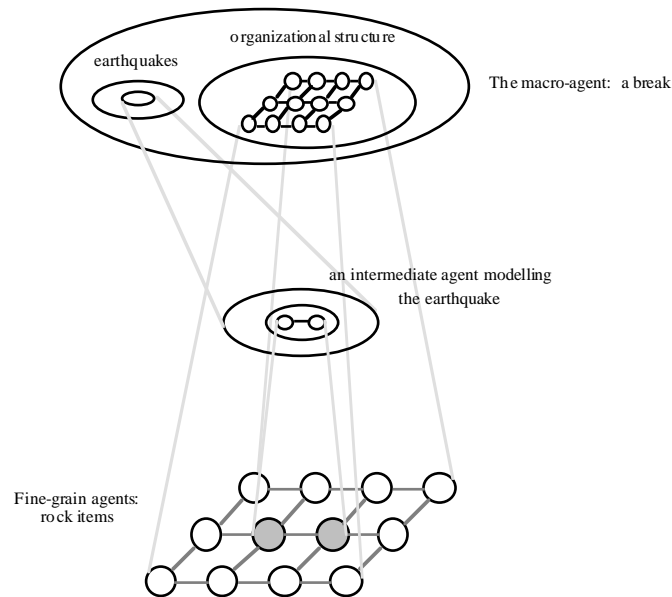 organizational structure
earthquakes
The macro-agent: a break
an intermediate agent modelling
the earthquake
Fine-grain agents:
rock items